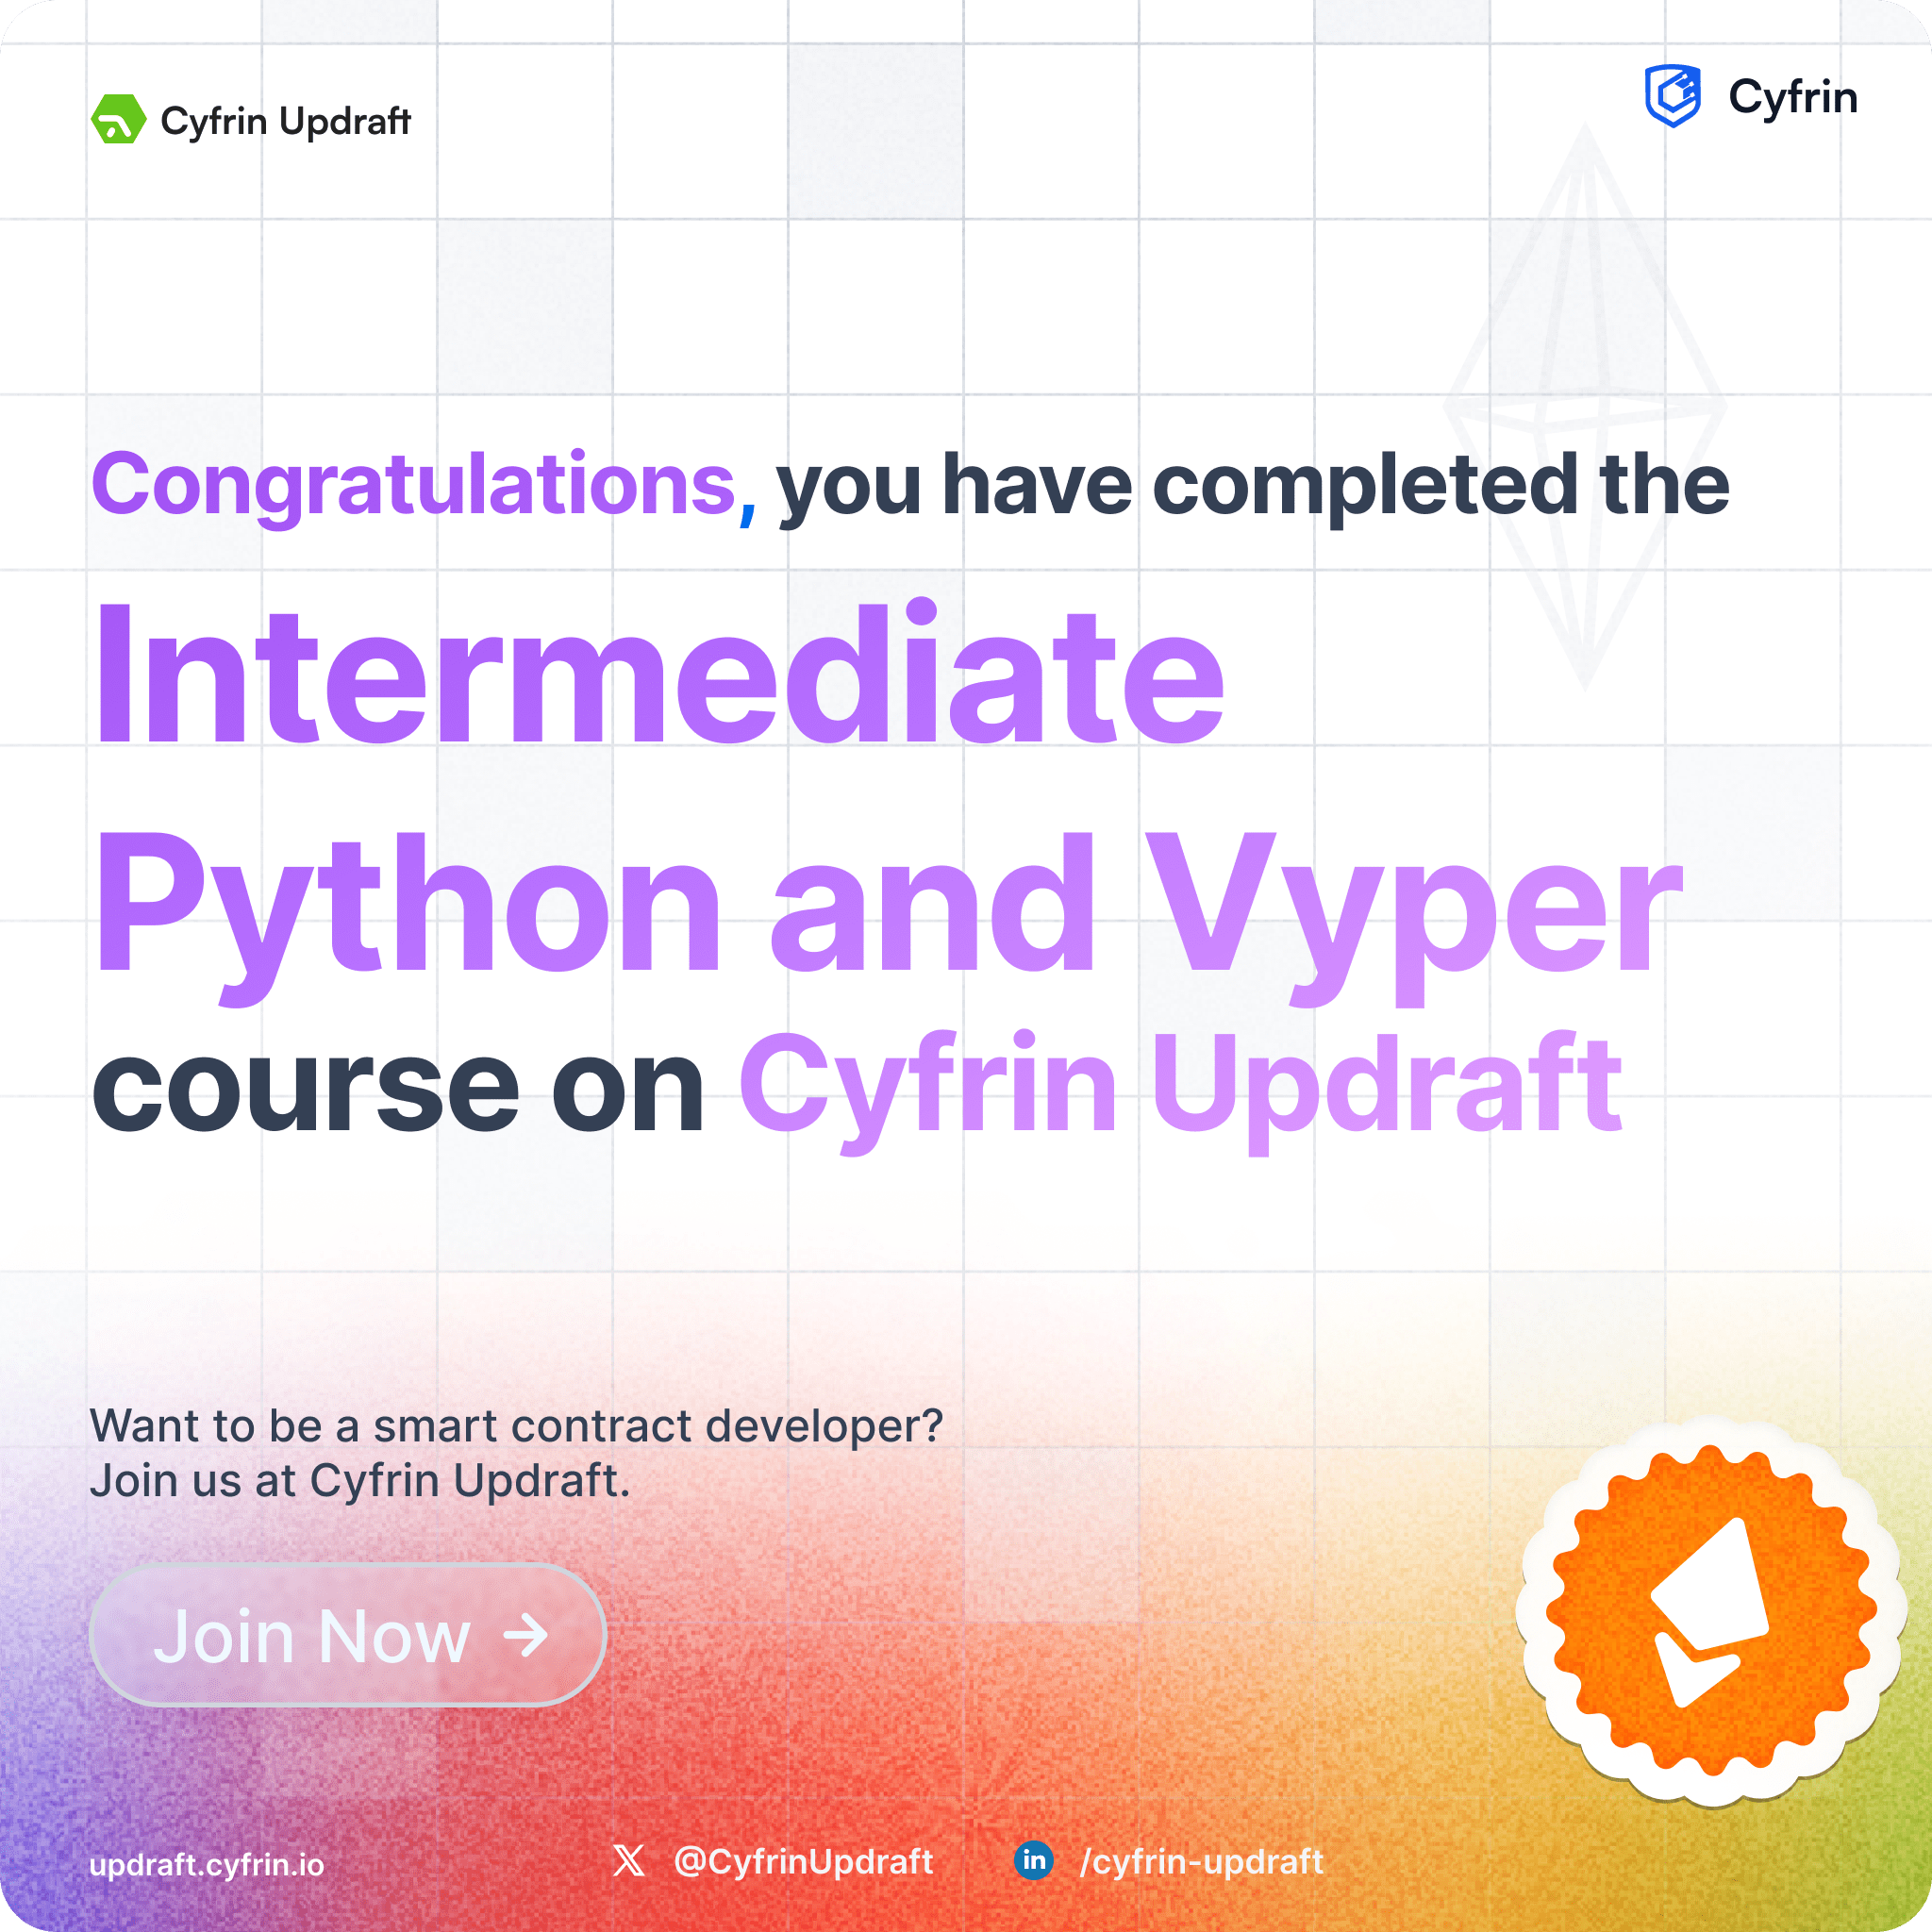 Cyfrin Updraft
Cyfrin
Congratulations, you have completed the
Intermediate
Python and Vyper
course on Cyfrin Updraft
Want to be a smart contract developer?
Join us at Cyfrin Updraft.
Join Now →
updraft.cyfrin.io
@CyfrinUpdraft
in /cyfrin-updraft